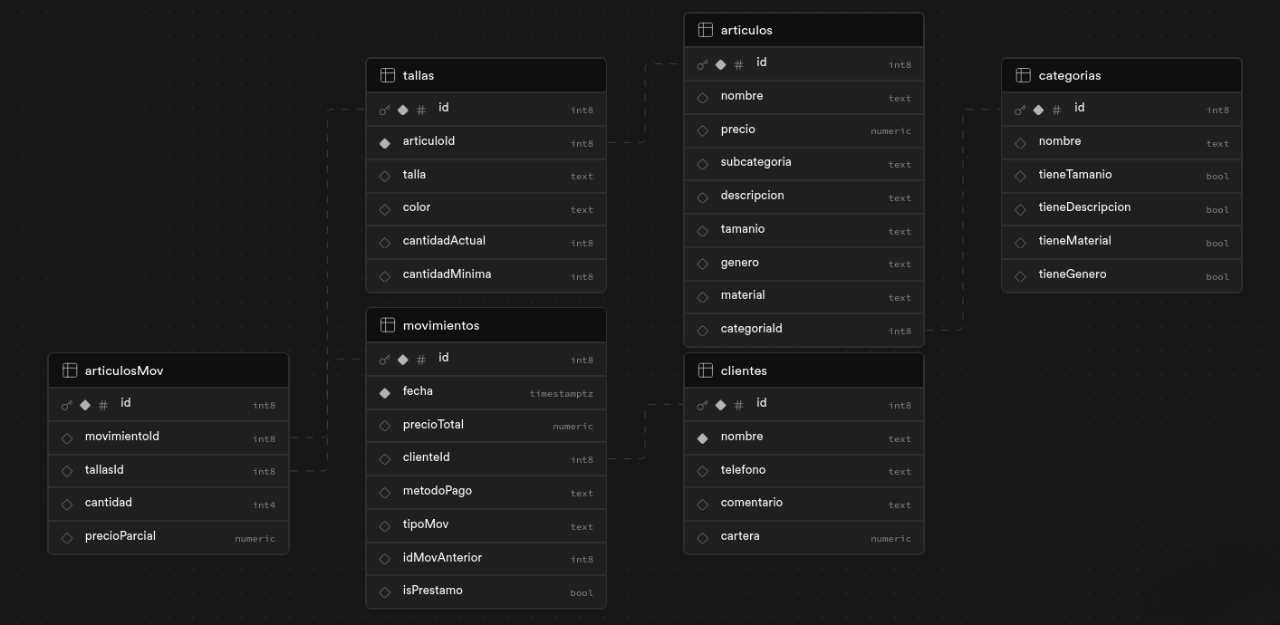 tallas
id int8
articuloId int8
talla text
color text
cantidadActual int8
cantidadMinima int8
articulos
id int8
nombre text
precio numeric
subcategoria text
descripcion text
tamanio text
genero text
material text
categoriaId int8
categorias
id int8
nombre text
tieneTamanio bool
tieneDescripcion bool
tieneMaterial bool
tieneGenero bool
articulosMov
id int8
movimientoId int8
tallasId int8
cantidad int4
precioParcial numeric
movimientos
id int8
fecha timestamptz
precioTotal numeric
clienteId int8
metodoPago text
tipoMov text
idMovAnterior int8
isPrestamo bool
clientes
id int8
nombre text
telefono text
comentario text
cartera numeric